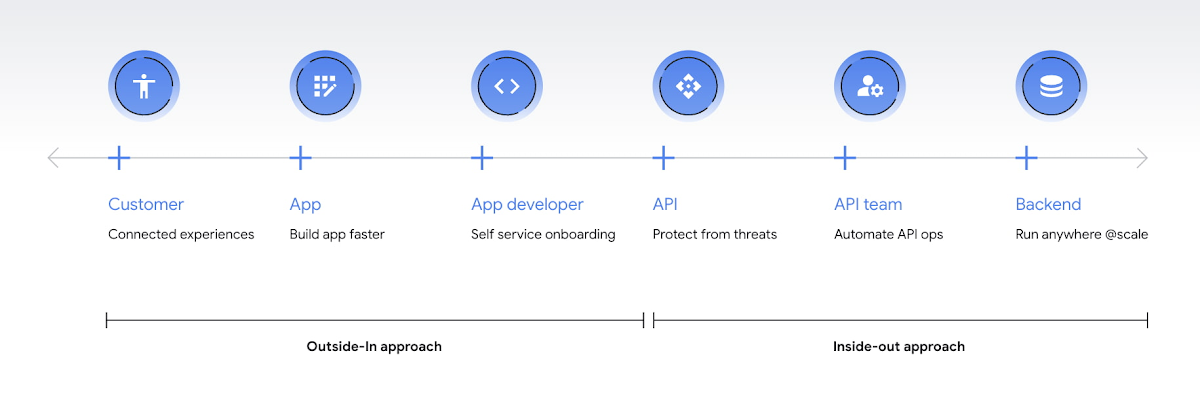 Customer
Connected experiences
App
Build app faster
App developer
Self service onboarding
API
Protect from threats
API team
Automate API ops
Backend
Run anywhere @scale
Outside-In approach
Inside-out approach